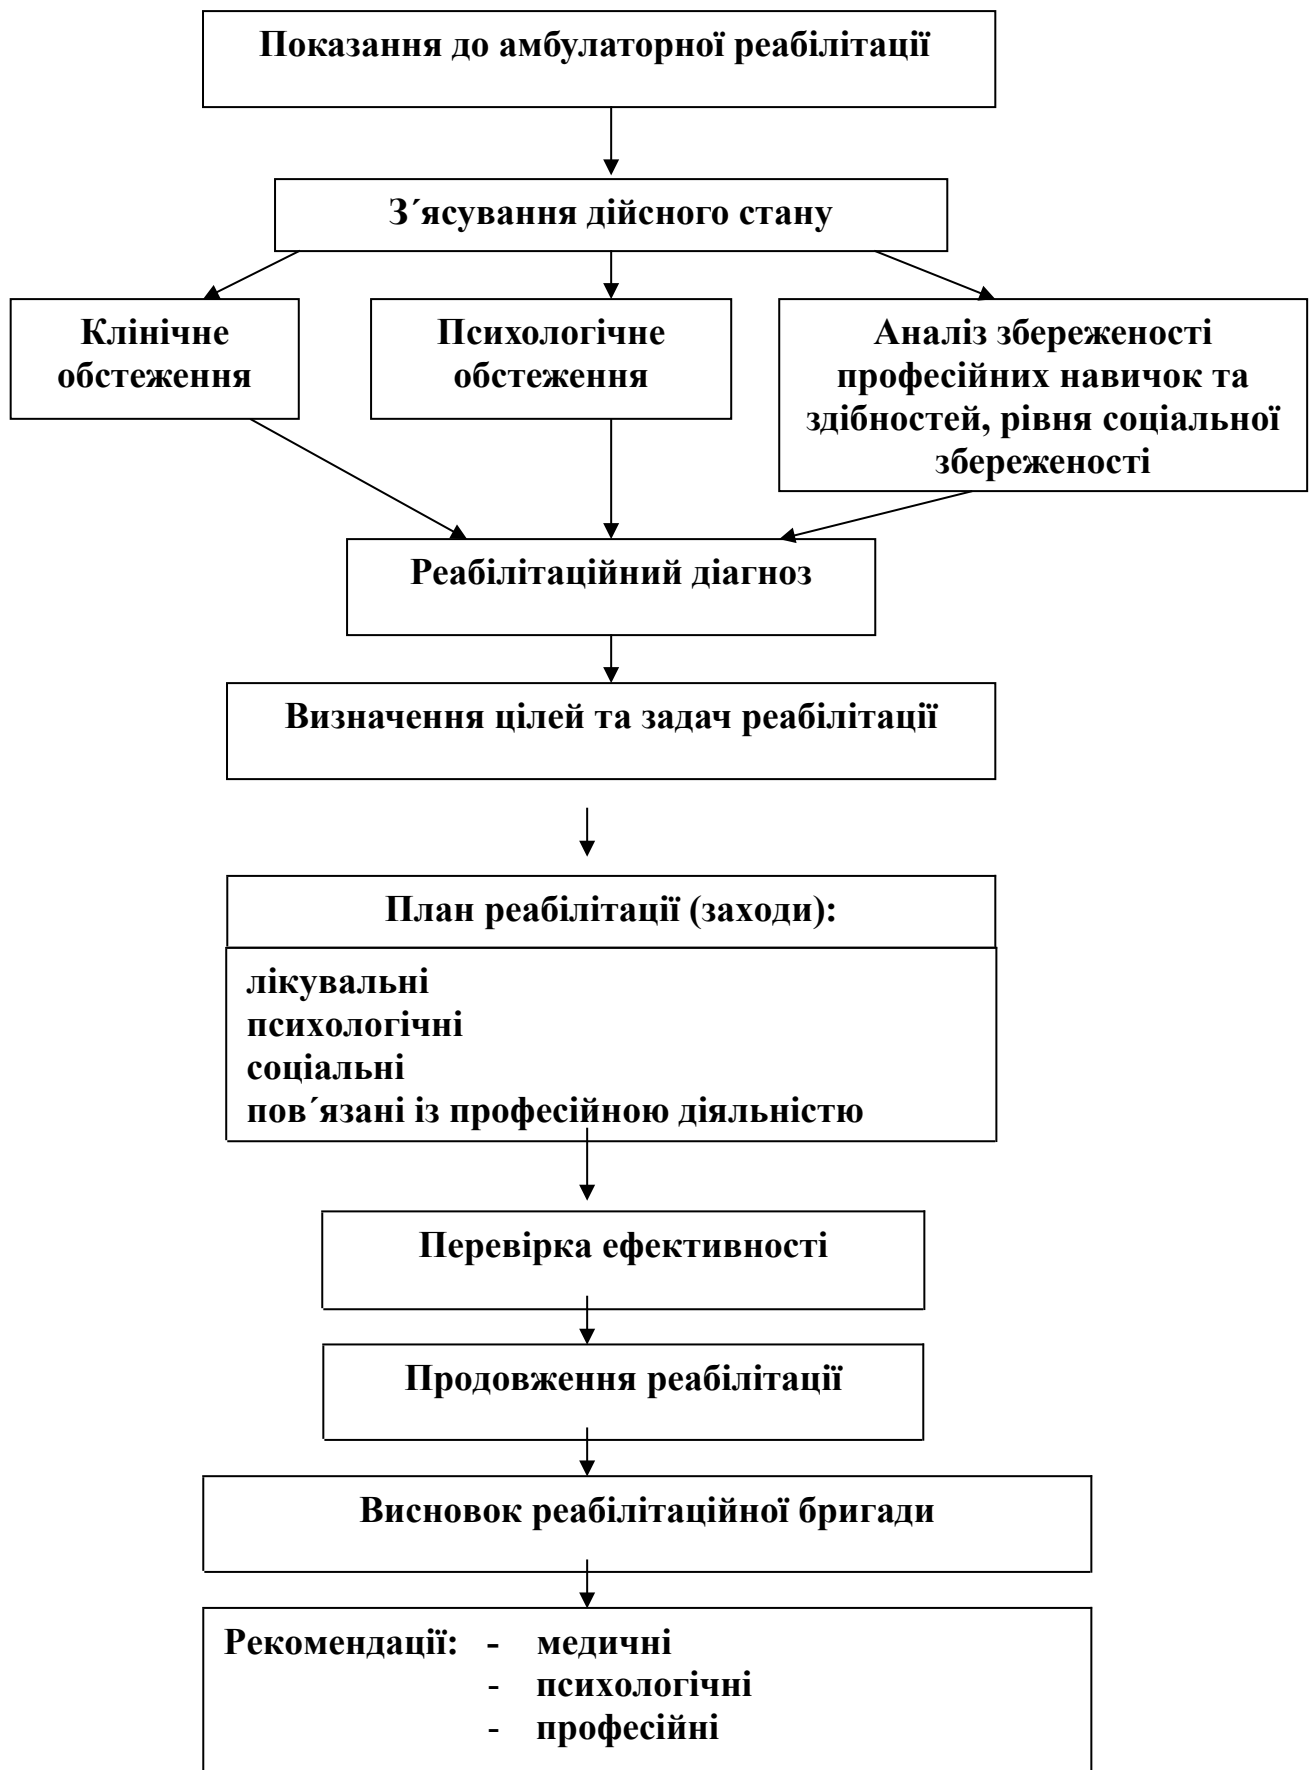 Показання до амбулаторної реабілітації
З´ясування дійсного стану
Клінічне
обстеження
Психологічне
обстеження
Аналіз збереженості
професійних навичок та
здібностей, рівня соціальної
збереженості
Реабілітаційний діагноз
Визначення цілей та задач реабілітації
План реабілітації (заходи):
лікувальні
психологічні
соціальні
пов´язані із професійною діяльністю
Перевірка ефективності
Продовження реабілітації
Висновок реабілітаційної бригади
Рекомендації: - медичні
- психологічні
- професійні